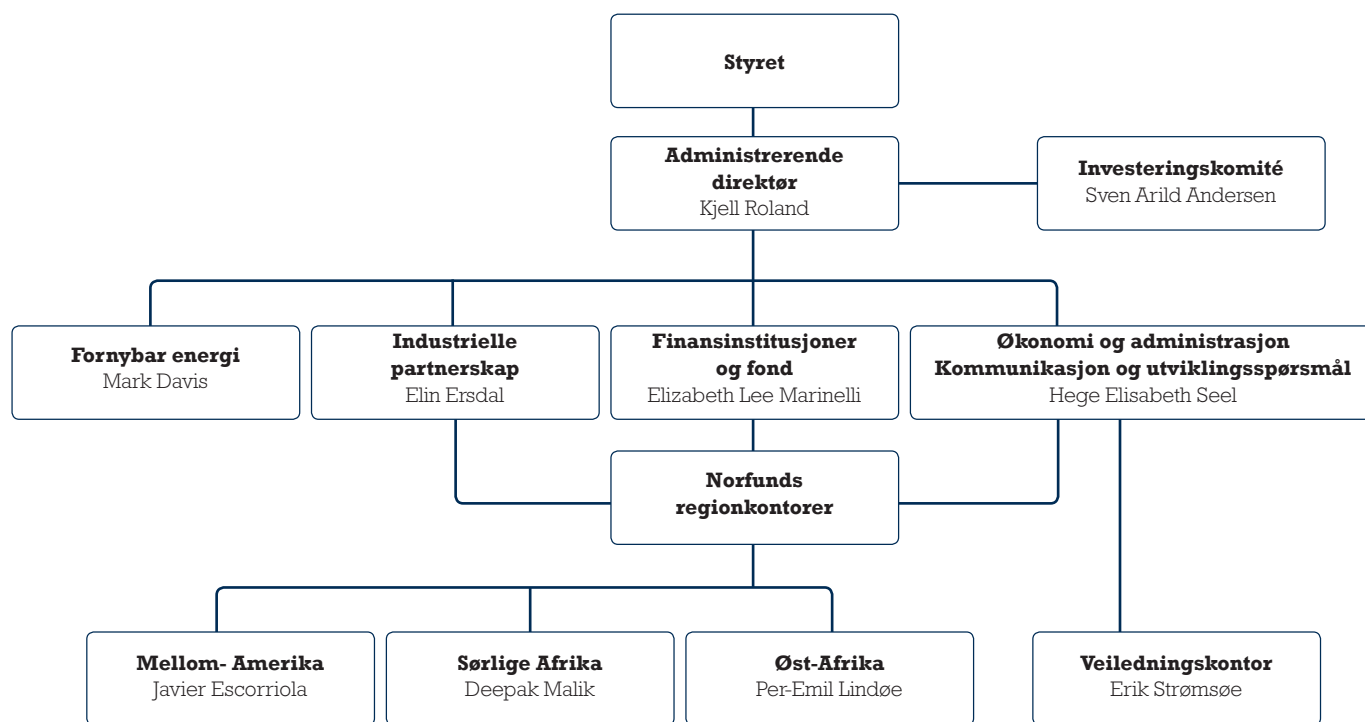 Styret
Administrerende
direktør
Kjell Roland
Investeringskomité
Sven Arild Andersen
Fornybar energi
Mark Davis
Industrielle
partnerskap
Elin Ersdal
Finansinstitusjoner
og fond
Elizabeth Lee Marinelli
Økonomi og administrasjon
Kommunikasjon og utviklingsspørsmål
Hege Elisabeth Seel
Norfunds
regionkontorer
Mellom- Amerika
Javier Escorriola
Sørlige Afrika
Deepak Malik
Øst-Afrika
Per-Emil Lindøe
Veiledningskontor
Erik Strømsøe